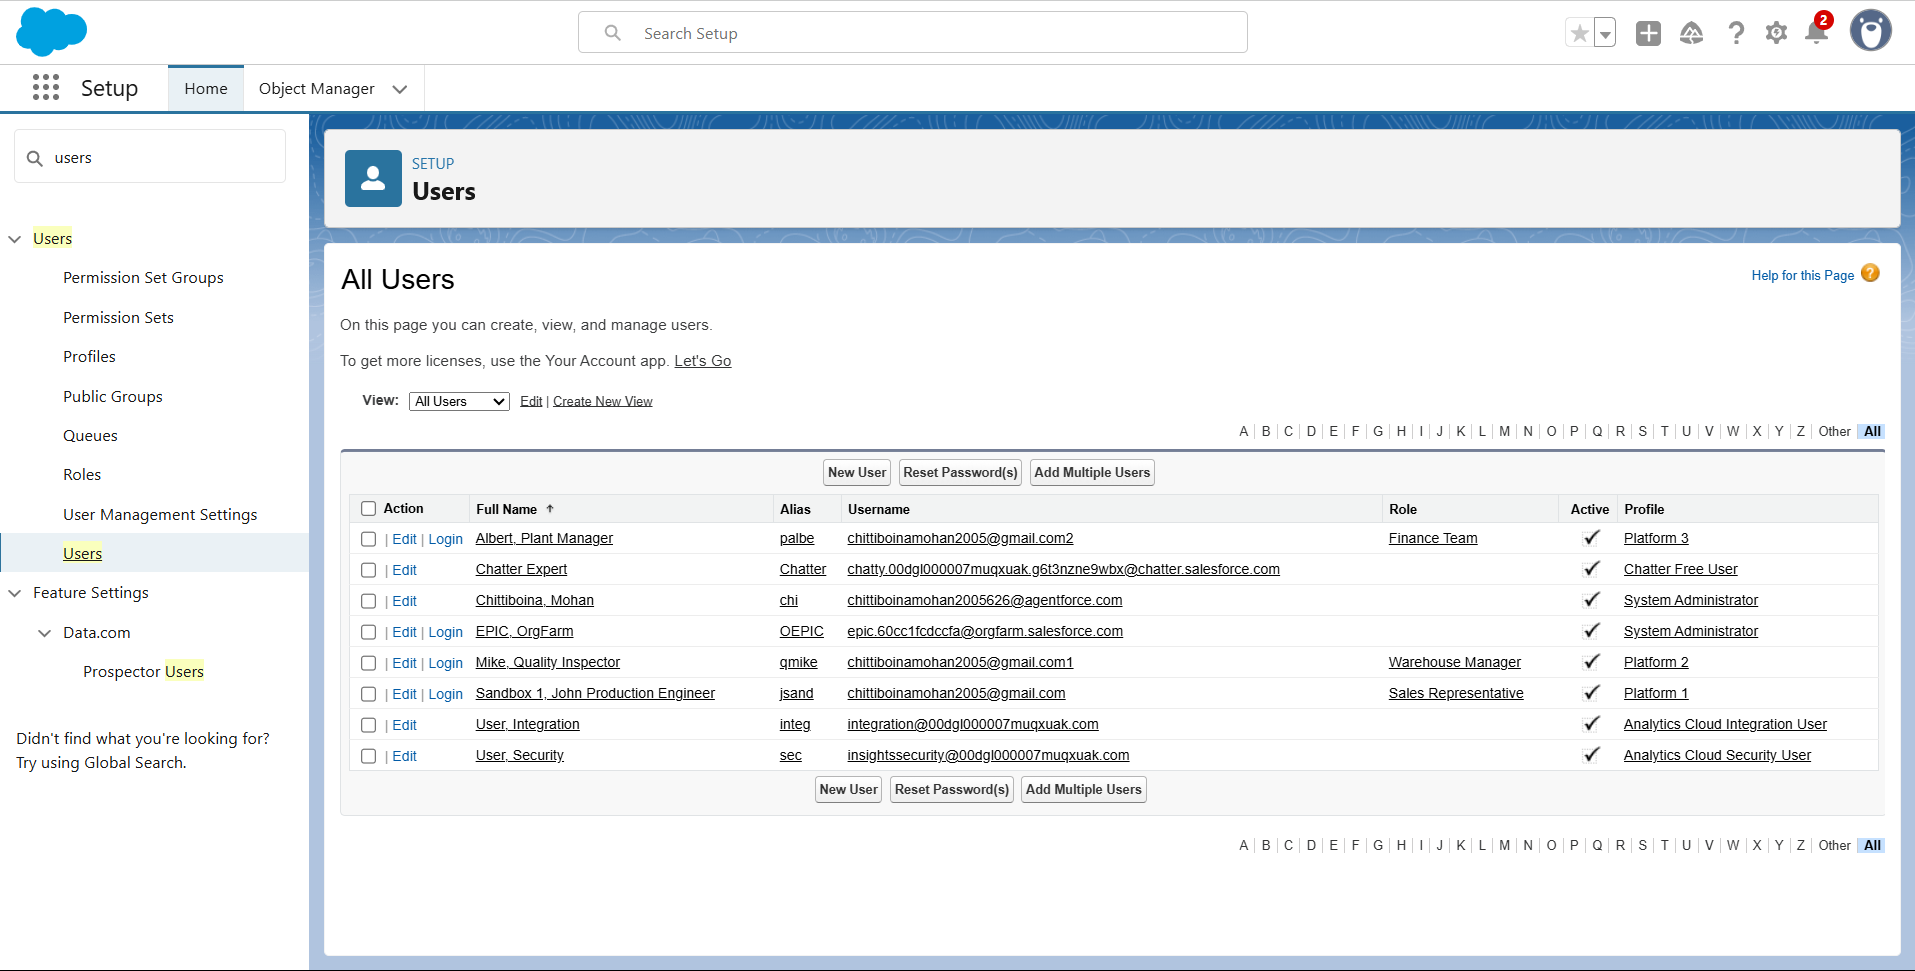 Search Setup
2
Setup
Home
Object Manager
users
Users
Permission Set Groups
Permission Sets
Profiles
Public Groups
Queues
Roles
User Management Settings
Users
Feature Settings
Data.com
Prospector Users
Didn't find what you're looking for?
Try using Global Search.
SETUP
Users
All Users
Help for this Page ?
On this page you can create, view, and manage users.
To get more licenses, use the Your Account app. Let's Go
View: All Users Edit | Create New View
A | B | C | D | E | F | G | H | I | J | K | L | M | N | O | P | Q | R | S | T | U | V | W | X | Y | Z | Other | All
New User Reset Password(s) Add Multiple Users
Action Full Name ↑ Alias Username Role Active Profile
| Edit | Login Albert, Plant Manager palbe chittiboinamohan2005@gmail.com2 Finance Team ✓ Platform 3
| Edit Chatter Expert Chatter chatty.00dgl000007muqxuak.g6t3nzne9wbx@chatter.salesforce.com ✓ Chatter Free User
| Edit Chittiboina, Mohan chi chittiboinamohan2005626@agentforce.com ✓ System Administrator
| Edit | Login EPIC, OrgFarm OEPIC epic.60cc1fcdccfa@orgfarm.salesforce.com ✓ System Administrator
| Edit | Login Mike, Quality Inspector qmike chittiboinamohan2005@gmail.com1 Warehouse Manager ✓ Platform 2
| Edit | Login Sandbox 1, John Production Engineer jsand chittiboinamohan2005@gmail.com Sales Representative ✓ Platform 1
| Edit User, Integration integ integration@00dgl000007muqxuak.com ✓ Analytics Cloud Integration User
| Edit User, Security sec insightssecurity@00dgl000007muqxuak.com ✓ Analytics Cloud Security User
New User Reset Password(s) Add Multiple Users
A | B | C | D | E | F | G | H | I | J | K | L | M | N | O | P | Q | R | S | T | U | V | W | X | Y | Z | Other | All